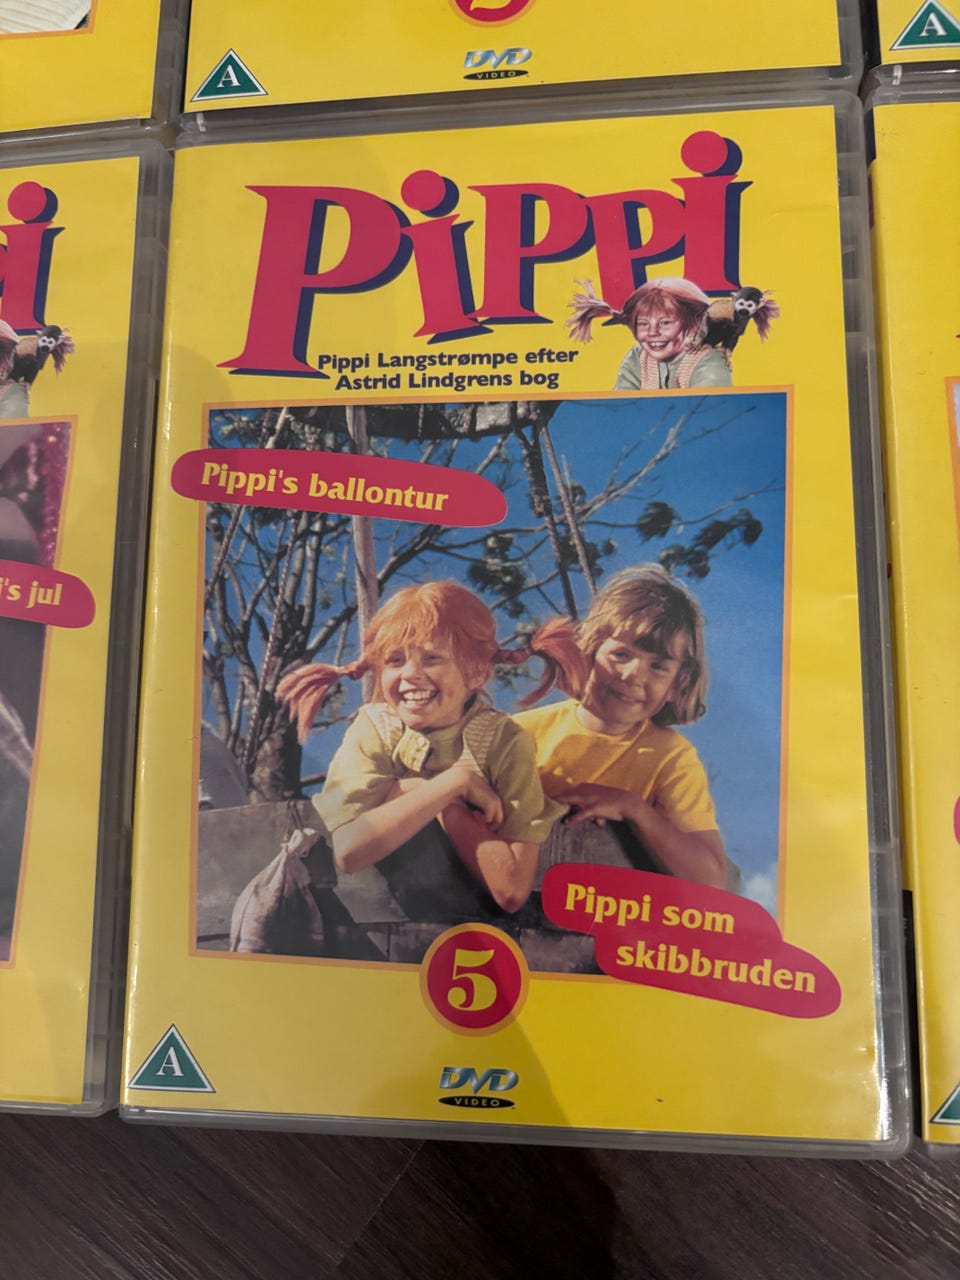 A
DVD
VIDEO
A
Pippi
Pippi Langstrømpe efter
Astrid Lindgrens bog
Pippi's ballontur
's jul
Pippi som
skibbruden
5
A
DVD
VIDEO